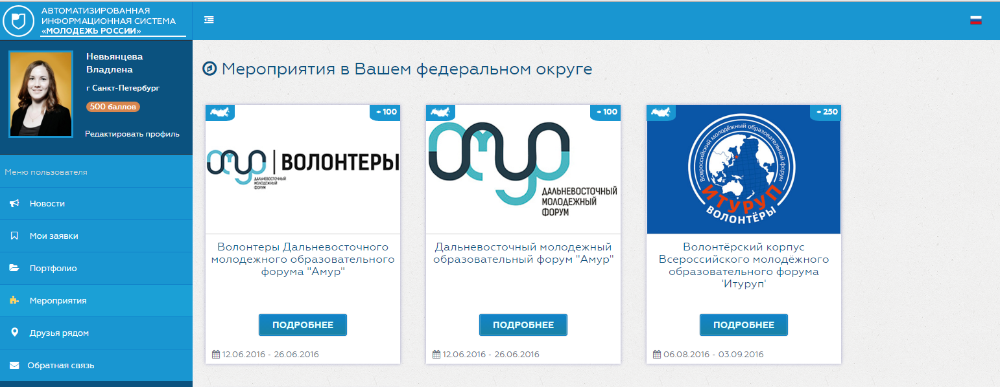 АВТОМАТИЗИРОВАННАЯ
ИНФОРМАЦИОННАЯ СИСТЕМА
«МОЛОДЕЖЬ РОССИИ»
Невьянцева
Владлена
г Санкт-Петербург
500 баллов
Редактировать профиль
Меню пользователя
Новости
Мои заявки
Портфолио
Мероприятия
Друзья рядом
Обратная связь
Мероприятия в Вашем федеральном округе
+ 100
амур | ВОЛОНТЕРЫ
ДАЛЬНЕВОСТОЧНЫЙ
МОЛОДЕЖНЫЙ
ФОРУМ
Волонтеры Дальневосточного
молодежного образовательного
форума "Амур"
ПОДРОБНЕЕ
12.06.2016 - 26.06.2016
+ 100
амур
ДАЛЬНЕВОСТОЧНЫЙ
МОЛОДЕЖНЫЙ
ФОРУМ
Дальневосточный молодежный
образовательный форум "Амур"
ПОДРОБНЕЕ
12.06.2016 - 26.06.2016
+ 250
Всероссийский молодёжный образовательный форум
ИТУРУП
ВОЛОНТЁРЫ
Волонтёрский корпус
Всероссийского молодёжного
образовательного форума
'Итуруп'
ПОДРОБНЕЕ
06.08.2016 - 03.09.2016